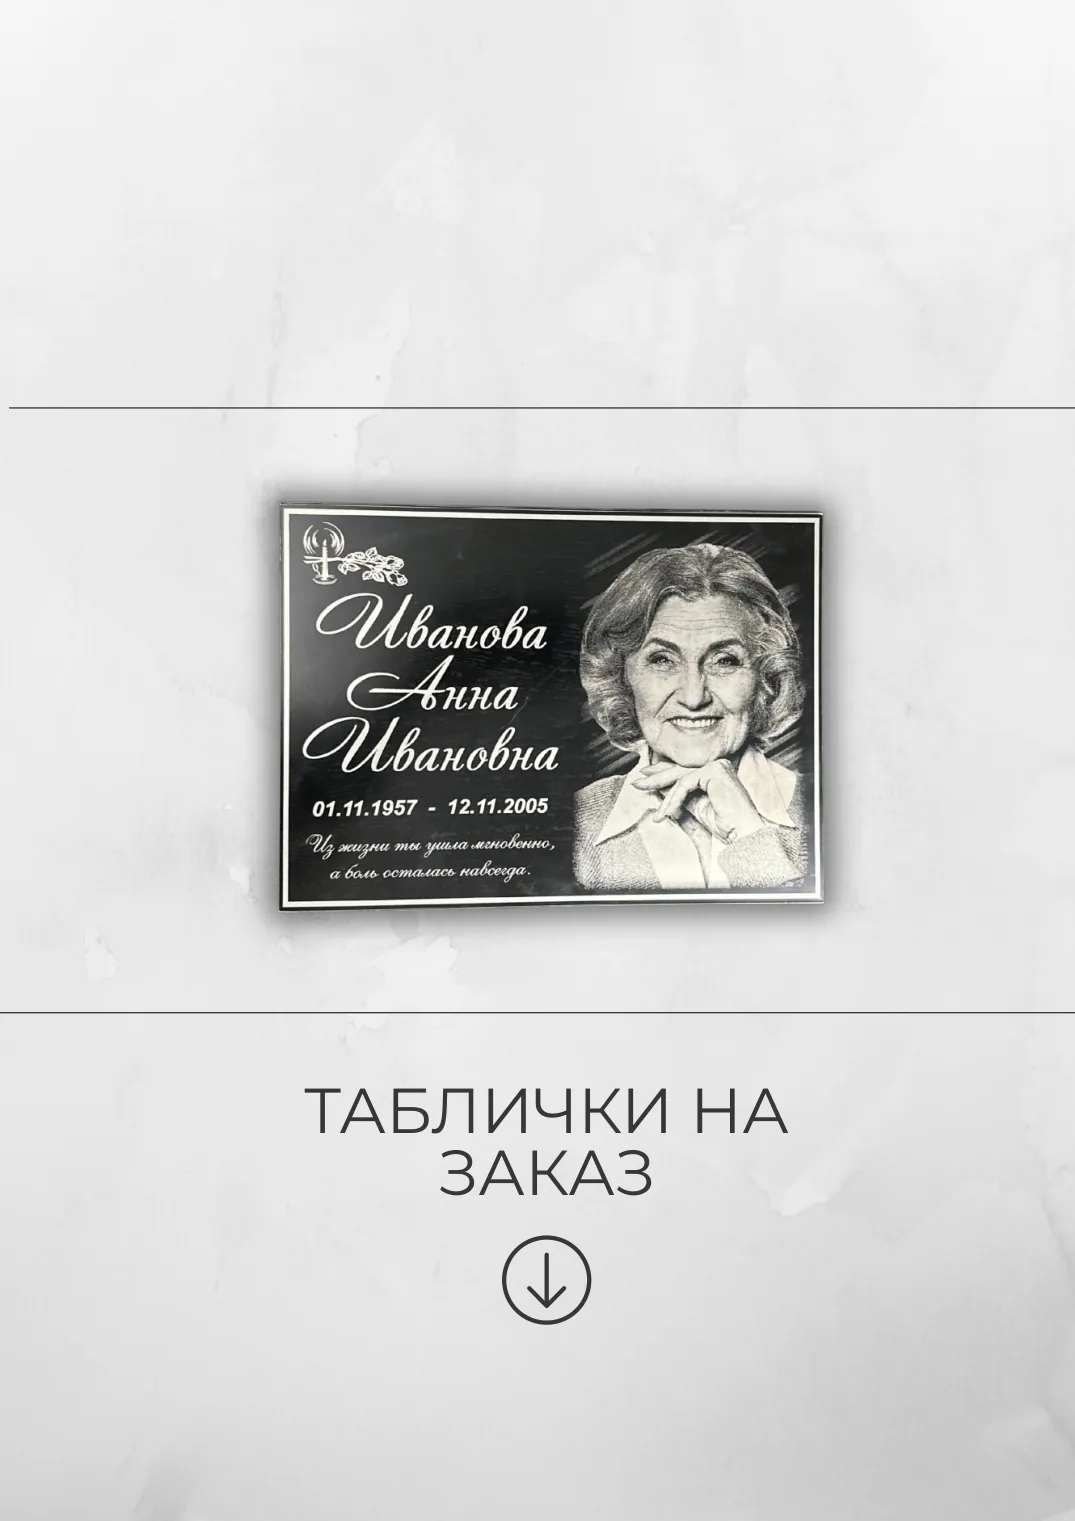 Иванова
Анна
Ивановна
01.11.1957 - 12.11.2005
Из жизни ты ушла мгновенно,
а боль осталась навсегда.
ТАБЛИЧКИ НА
ЗАКАЗ